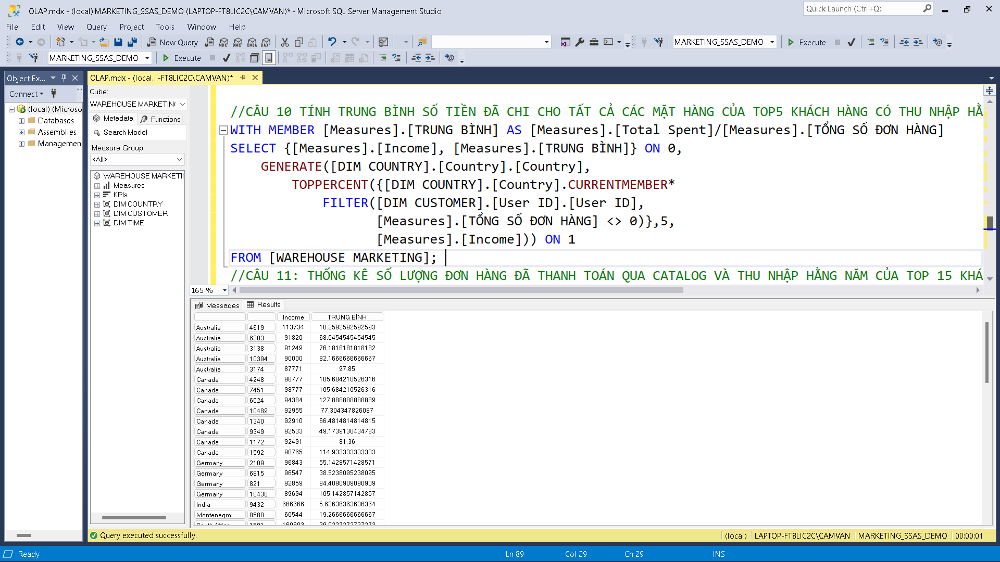 OLAP.mdx - (local).MARKETING_SSAS_DEMO (LAPTOP-FT8LIC2C\CAMVAN)* - Microsoft SQL Server Management Studio
Quick Launch (Ctrl+Q)
File Edit View Query Project Tools Window Help
New Query MDX DMX XMLA DAX MARKETING_SSAS_DEMO Execute
MARKETING_SSAS_DEMO Execute
Object Ex...
Connect
(local) (Microso
Databases
Assemblies
Managemen
OLAP.mdx - (local...-FT8LIC2C\CAMVAN)*
Cube:
WAREHOUSE MARKETING
Metadata Functions
Search Model
Measure Group:
<All>
WAREHOUSE MARKETIN
Measures
KPIs
DIM COUNTRY
DIM CUSTOMER
DIM TIME
//CÂU 10 TÍNH TRUNG BÌNH SỐ TIỀN ĐÃ CHI CHO TẤT CẢ CÁC MẶT HÀNG CỦA TOP5 KHÁCH HÀNG CÓ THU NHẬP HẰ
WITH MEMBER [Measures].[TRUNG BÌNH] AS [Measures].[Total Spent]/[Measures].[TỔNG SỐ ĐƠN HÀNG]
SELECT {[Measures].[Income], [Measures].[TRUNG BÌNH]} ON 0,
GENERATE([DIM COUNTRY].[Country].[Country],
TOPPERCENT({[DIM COUNTRY].[Country].CURRENTMEMBER*
FILTER([DIM CUSTOMER].[User ID].[User ID],
[Measures].[TỔNG SỐ ĐƠN HÀNG] <> 0)},5,
[Measures].[Income])) ON 1
FROM [WAREHOUSE MARKETING];
//CÂU 11: THỐNG KÊ SỐ LƯỢNG ĐƠN HÀNG ĐÃ THANH TOÁN QUA CATALOG VÀ THU NHẬP HẰNG NĂM CỦA TOP 15 KHÁ
165 %
Messages Results
Income TRUNG BÌNH
Australia 4619 113734 10.2592592592593
Australia 6303 91820 68.0454545454545
Australia 3138 91249 76.1818181818182
Australia 10394 90000 82.1666666666667
Australia 3174 87771 97.85
Canada 4248 98777 105.684210526316
Canada 7451 98777 105.684210526316
Canada 6024 94384 127.888888888889
Canada 10489 92955 77.304347826087
Canada 1340 92910 66.4814814814815
Canada 9349 92533 49.1739130434783
Canada 1172 92491 81.36
Canada 1592 90765 114.933333333333
Germany 2109 96843 55.1428571428571
Germany 6815 96547 38.5238095238095
Germany 821 92859 94.4090909090909
Germany 10430 89694 105.142857142857
India 9432 666666 5.63636363636364
Montenegro 8588 60544 19.2666666666667
South Africa 1501 160803 39.0227272727273
Query executed successfully.
(local) LAPTOP-FT8LIC2C\CAMVAN MARKETING_SSAS_DEMO 00:00:01
Ready Ln 89 Col 29 Ch 29 INS